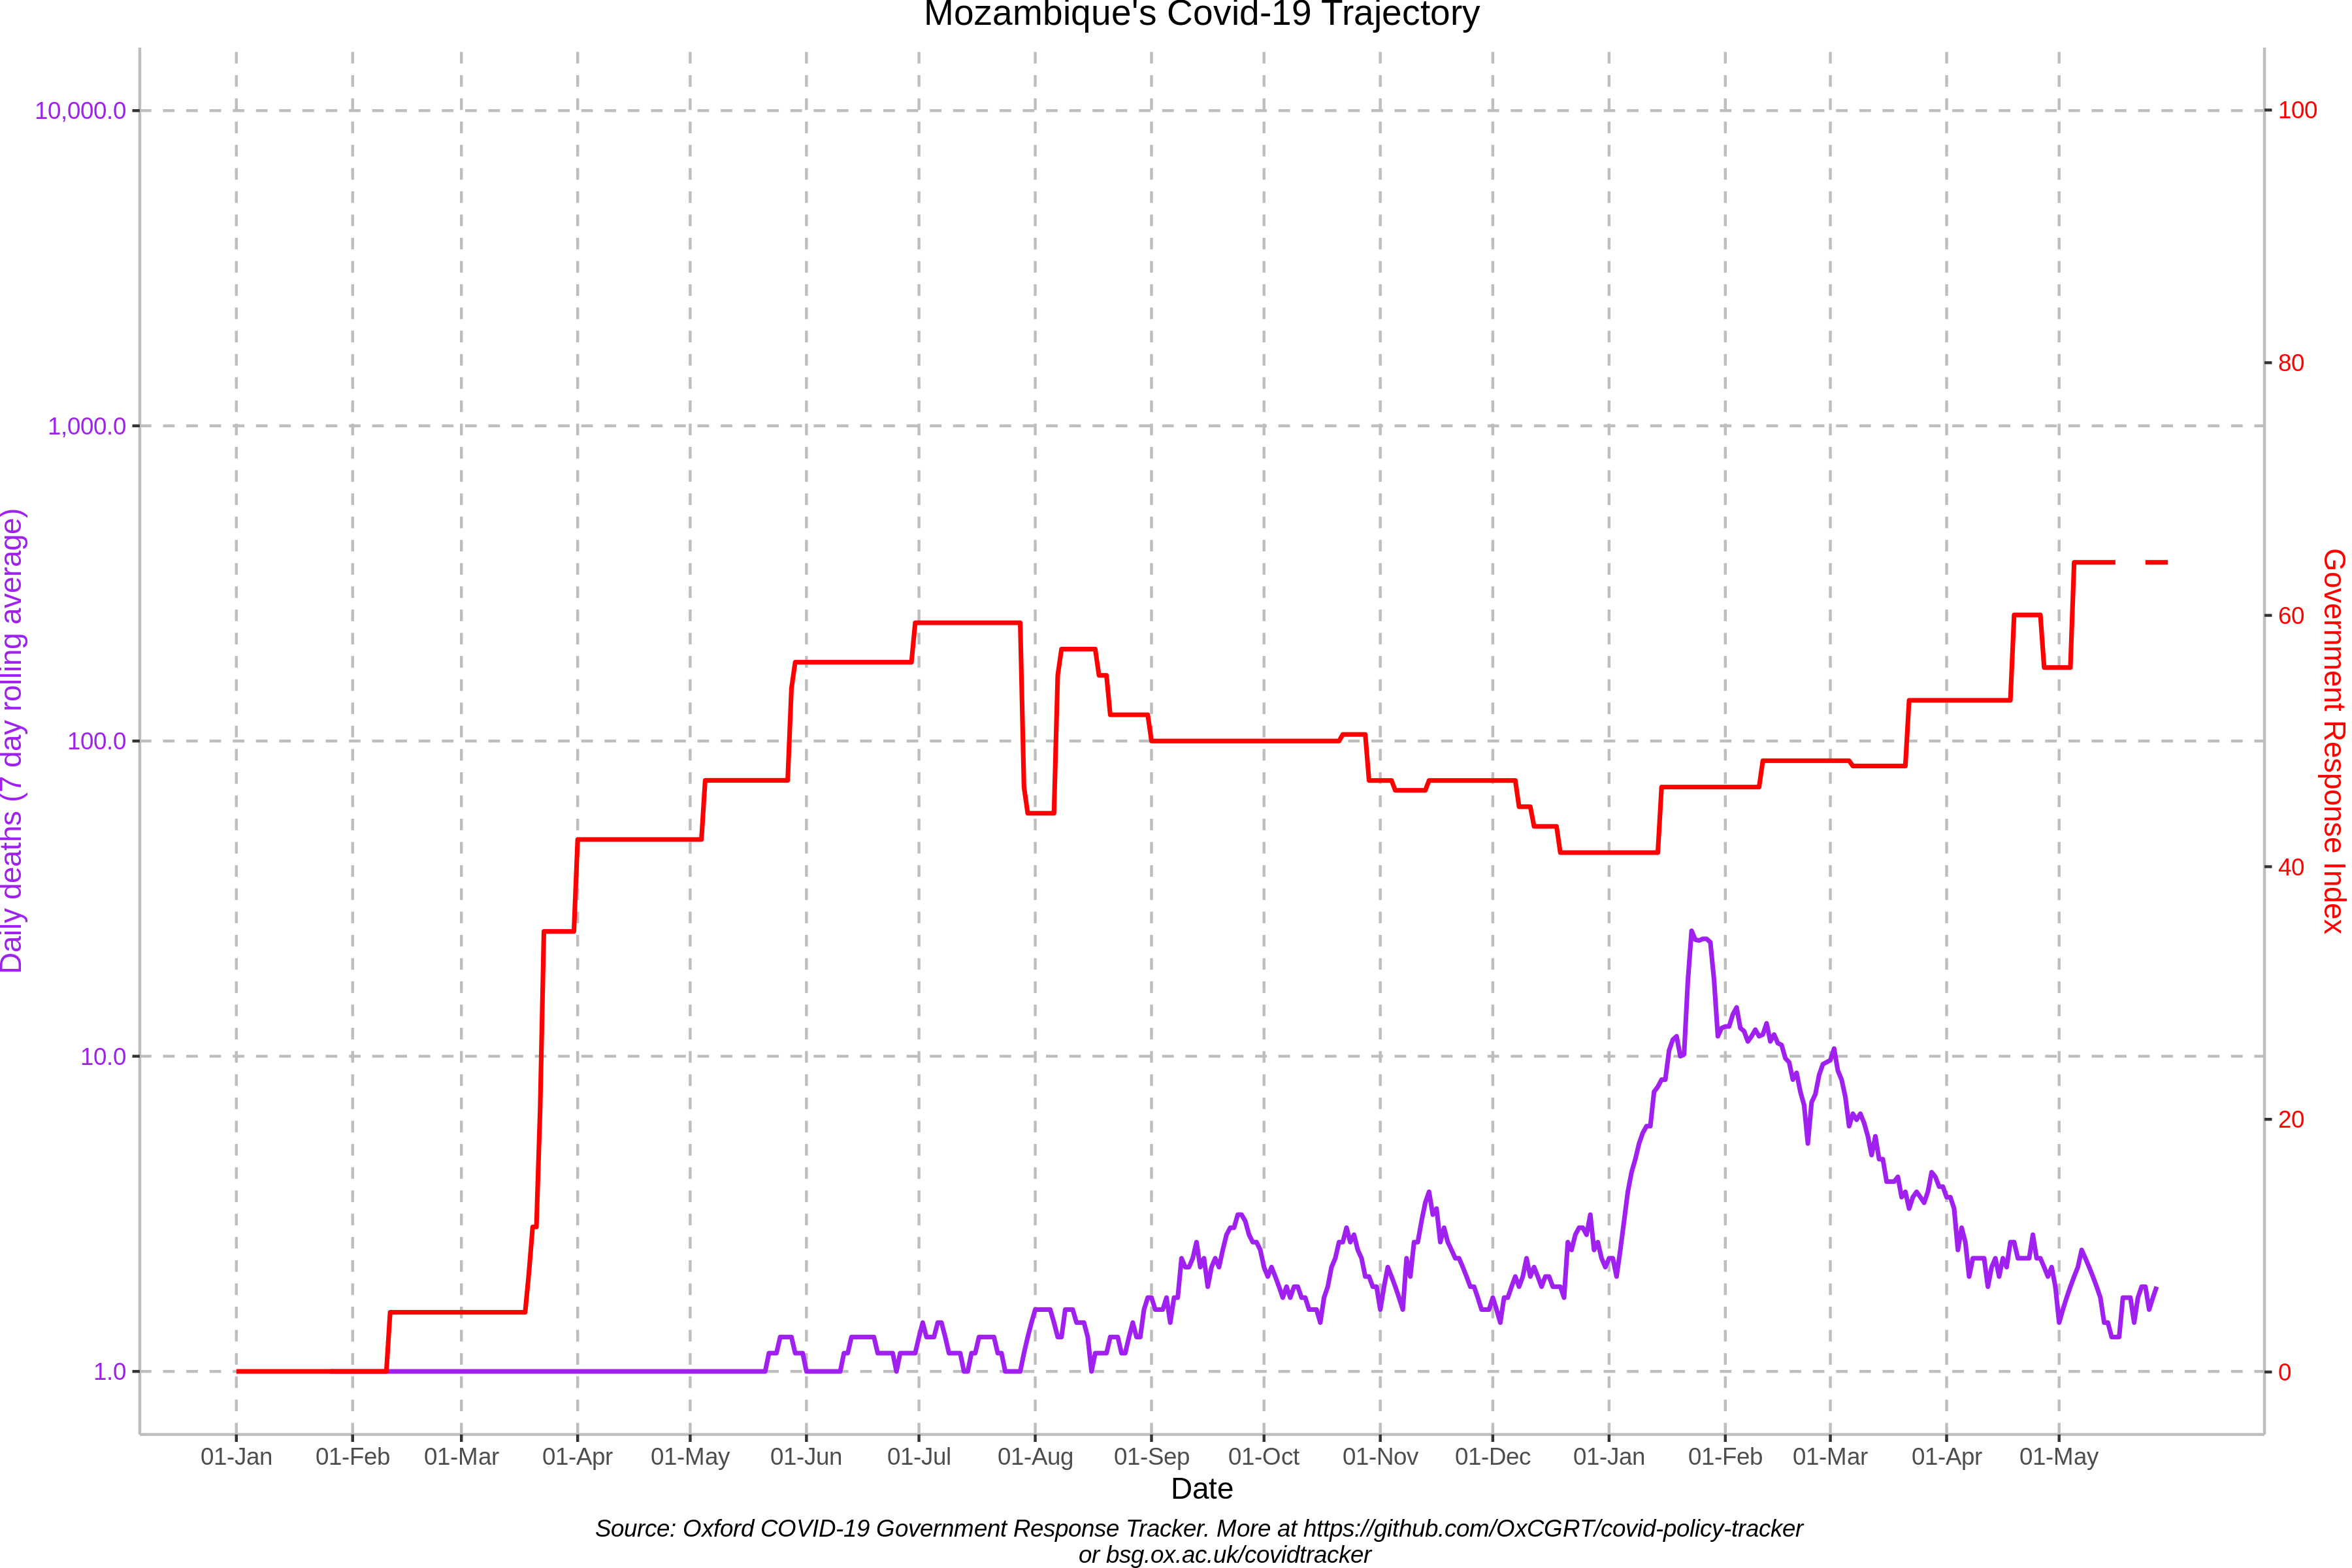 Mozambique's Covid-19 Trajectory
10,000.0
1,000.0
100.0
10.0
1.0
Daily deaths (7 day rolling average)
100
80
60
40
20
0
Government Response Index
01-Jan 01-Feb 01-Mar 01-Apr 01-May 01-Jun 01-Jul 01-Aug 01-Sep 01-Oct 01-Nov 01-Dec 01-Jan 01-Feb 01-Mar 01-Apr 01-May
Date
Source: Oxford COVID-19 Government Response Tracker. More at https://github.com/OxCGRT/covid-policy-tracker
or bsg.ox.ac.uk/covidtracker